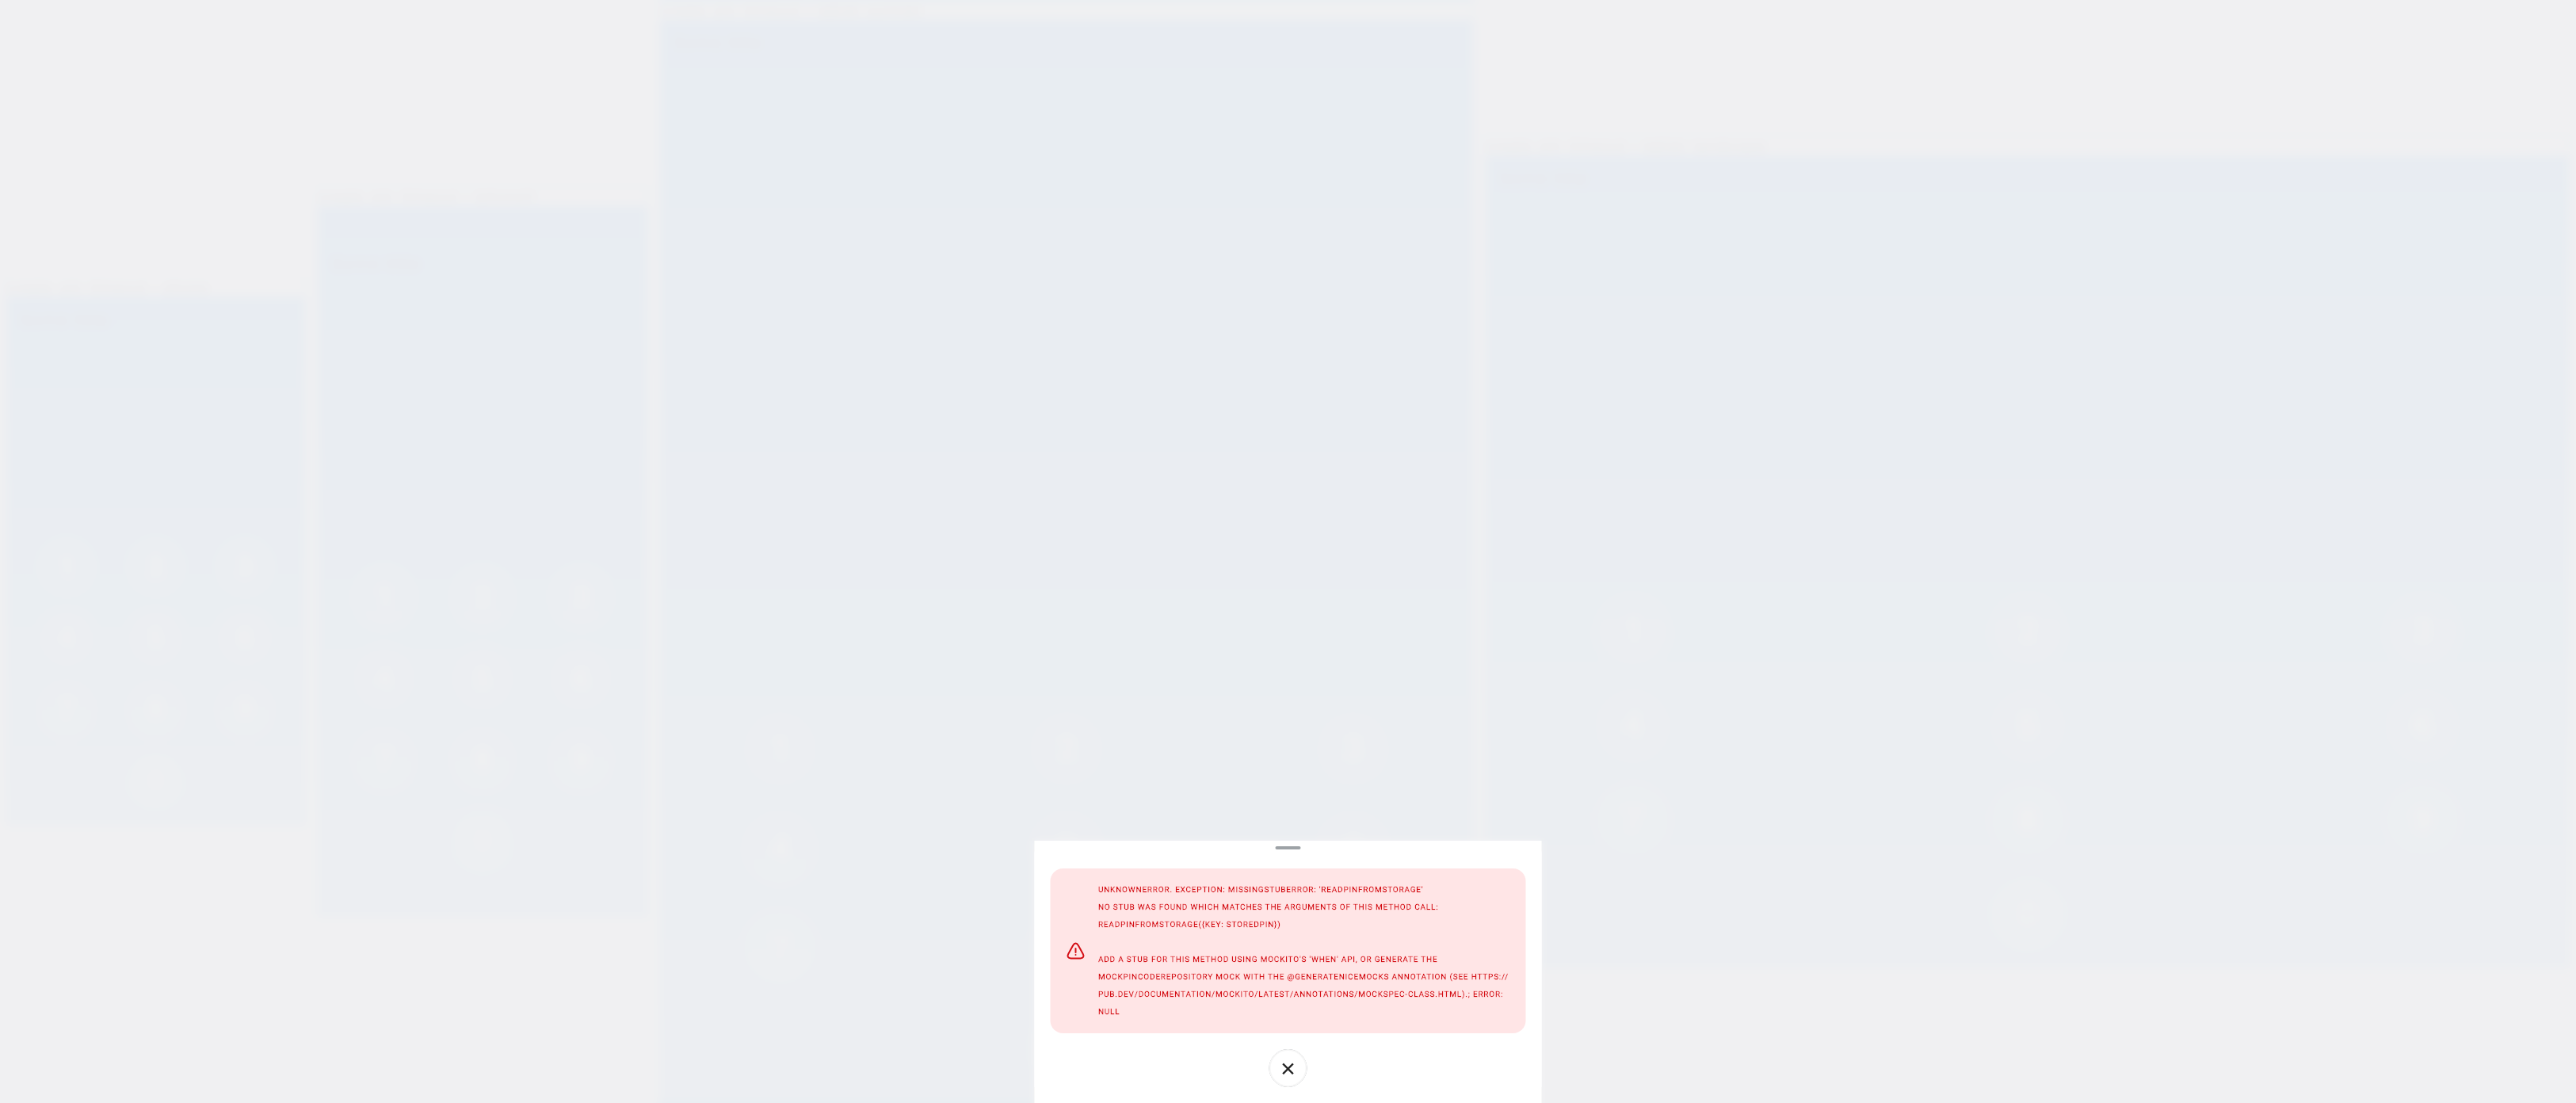 UNKNOWNERROR. EXCEPTION: MISSINGSTUBERROR: 'READPINFROMSTORAGE'
NO STUB WAS FOUND WHICH MATCHES THE ARGUMENTS OF THIS METHOD CALL:
READPINFROMSTORAGE({KEY: STOREDPIN})
ADD A STUB FOR THIS METHOD USING MOCKITO'S 'WHEN' API, OR GENERATE THE
MOCKPINCODEREPOSITORY MOCK WITH THE @GENERATENICEMOCKS ANNOTATION (SEE HTTPS://
PUB.DEV/DOCUMENTATION/MOCKITO/LATEST/ANNOTATIONS/MOCKSPEC-CLASS.HTML).; ERROR:
NULL